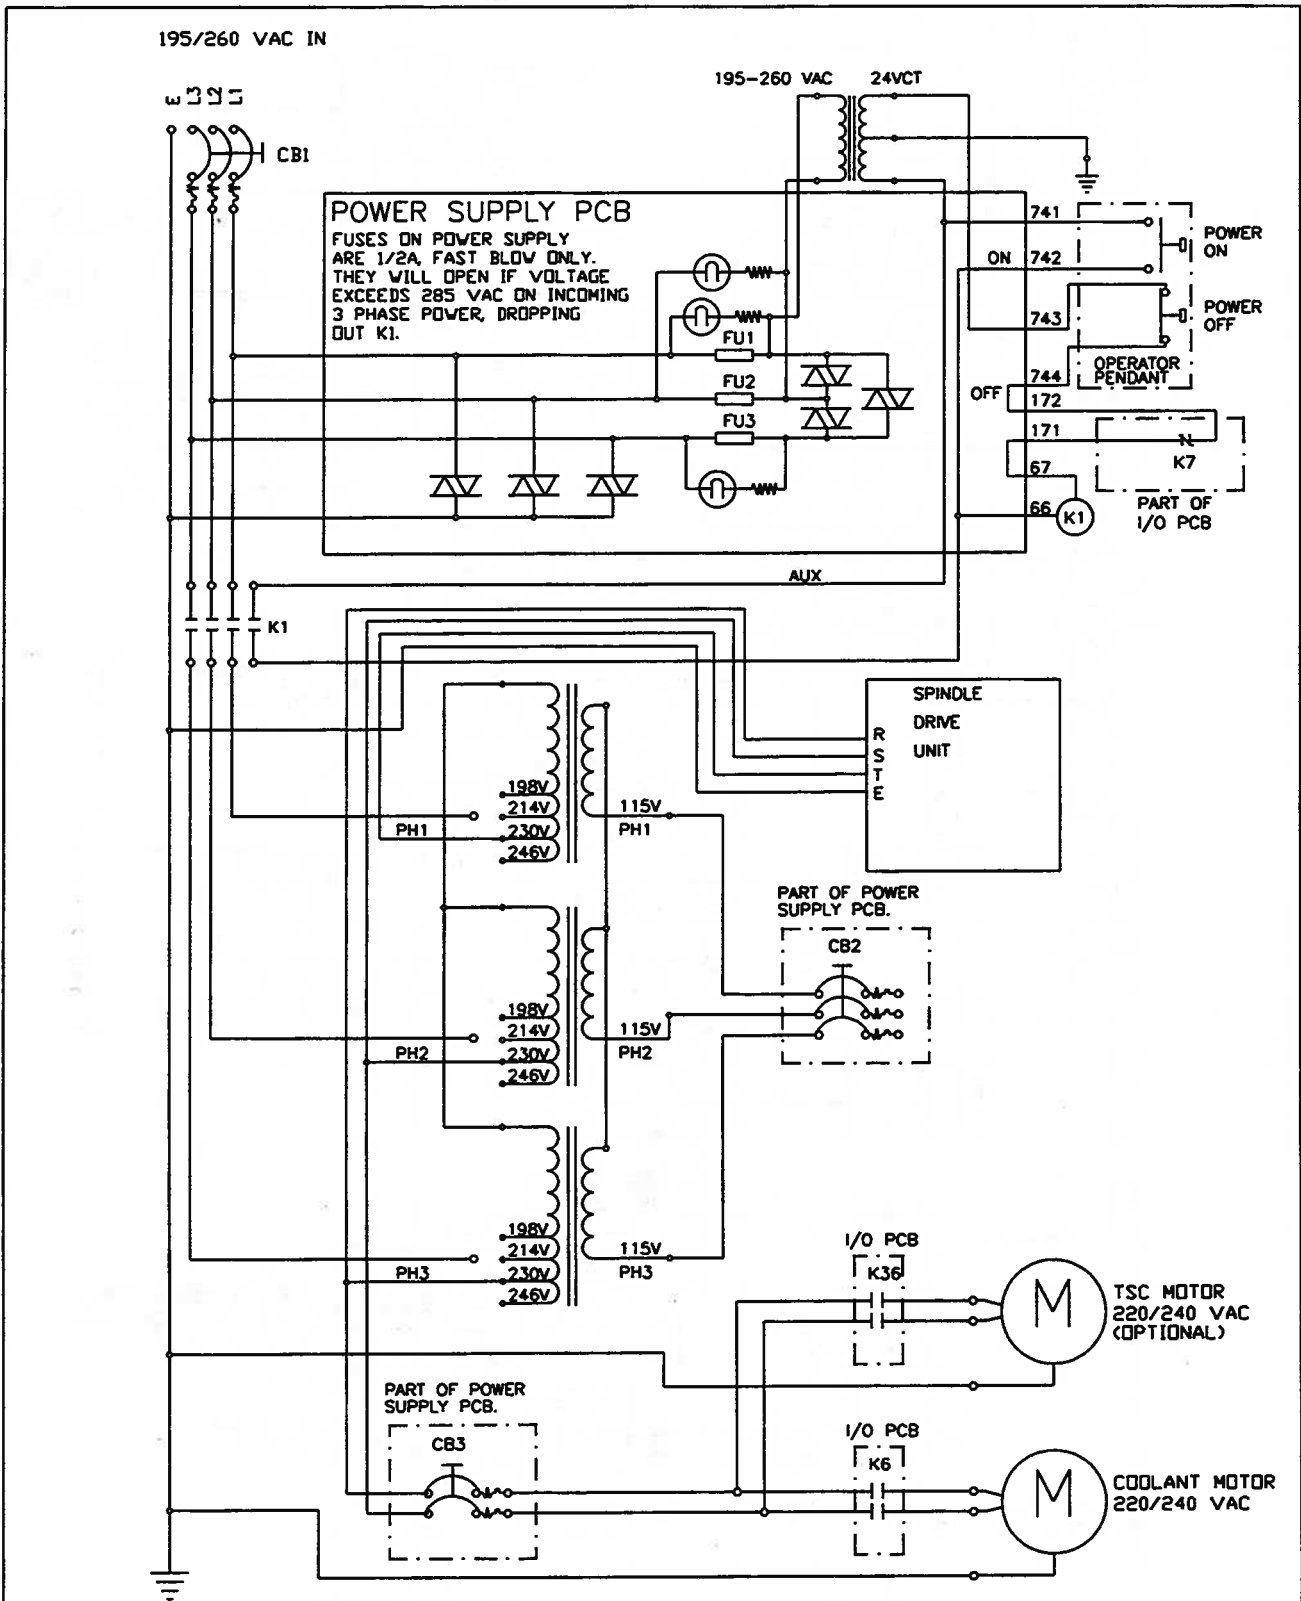 195/260 VAC IN
E L3 L2 L1
CB1
195-260 VAC 24VCT
POWER SUPPLY PCB
FUSES ON POWER SUPPLY
ARE 1/2A, FAST BLOW ONLY.
THEY WILL OPEN IF VOLTAGE
EXCEEDS 285 VAC ON INCOMING
3 PHASE POWER, DROPPING
OUT K1.
FU1
FU2
FU3
741
ON 742
743
744
OFF 172
171
67
66
K1
POWER
ON
POWER
OFF
OPERATOR
PENDANT
K7
PART OF
I/O PCB
AUX
K1
SPINDLE
DRIVE
UNIT
R
S
T
E
198V
214V
230V
246V
PH1
115V
PH1
198V
214V
230V
246V
PH2
115V
PH2
198V
214V
230V
246V
PH3
115V
PH3
PART OF POWER
SUPPLY PCB.
CB2
I/O PCB
K36
M
TSC MOTOR
220/240 VAC
(OPTIONAL)
PART OF POWER
SUPPLY PCB.
CB3
I/O PCB
K6
M
COOLANT MOTOR
220/240 VAC